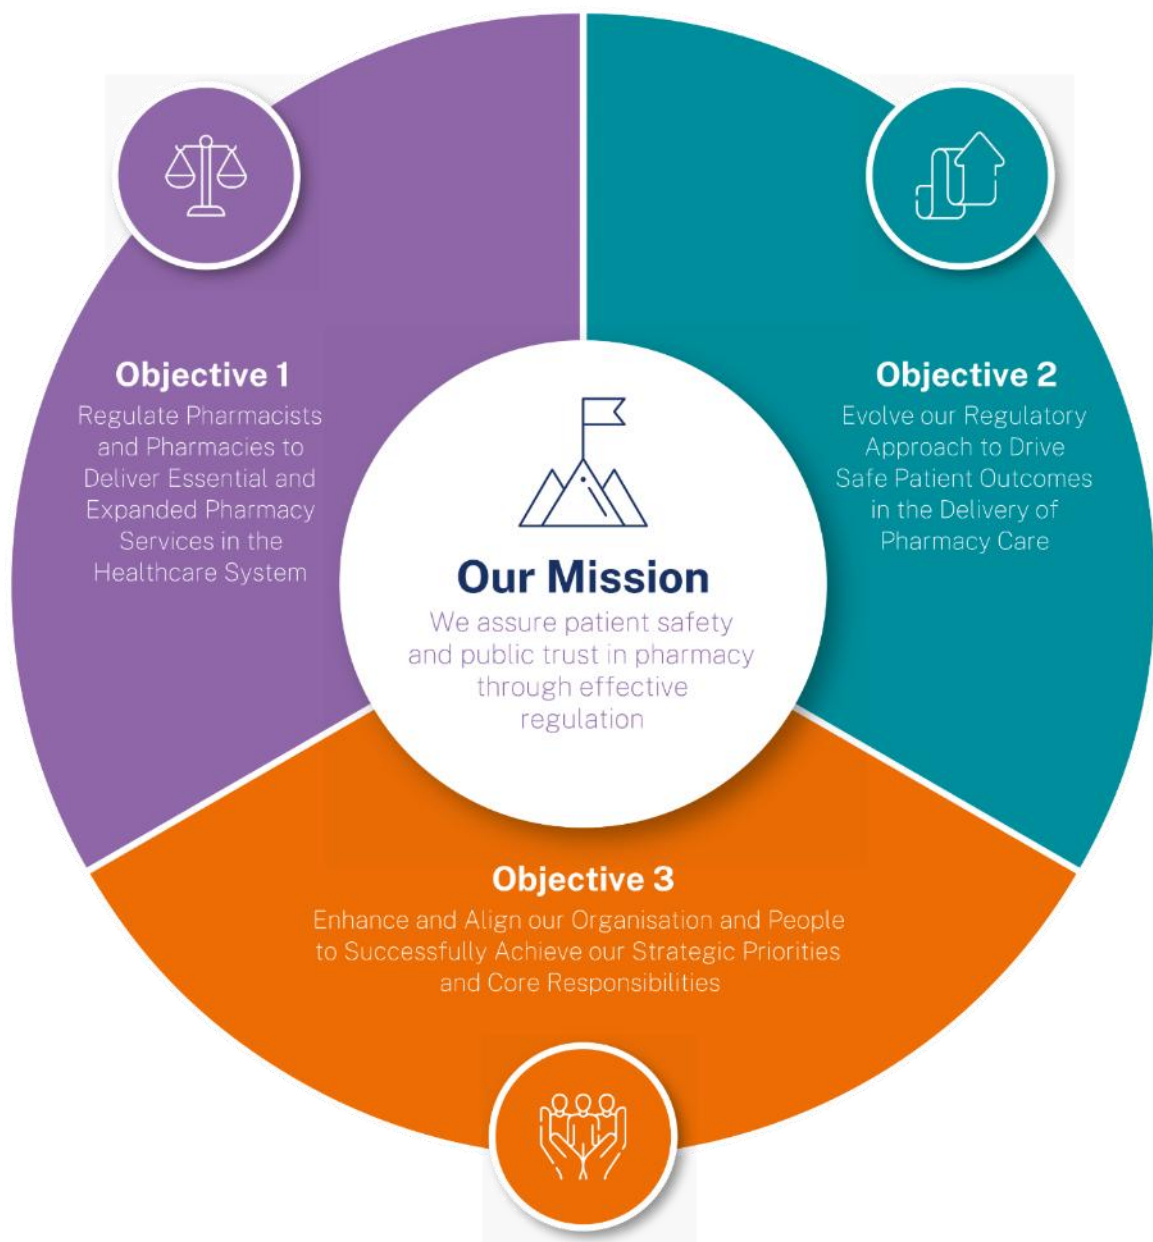 Objective 1
Regulate Pharmacists
and Pharmacies to
Deliver Essential and
Expanded Pharmacy
Services in the
Healthcare System
Objective 2
Evolve our Regulatory
Approach to Drive
Safe Patient Outcomes
in the Delivery of
Pharmacy Care
Our Mission
We assure patient safety
and public trust in pharmacy
through effective
regulation
Objective 3
Enhance and Align our Organisation and People
to Successfully Achieve our Strategic Priorities
and Core Responsibilities